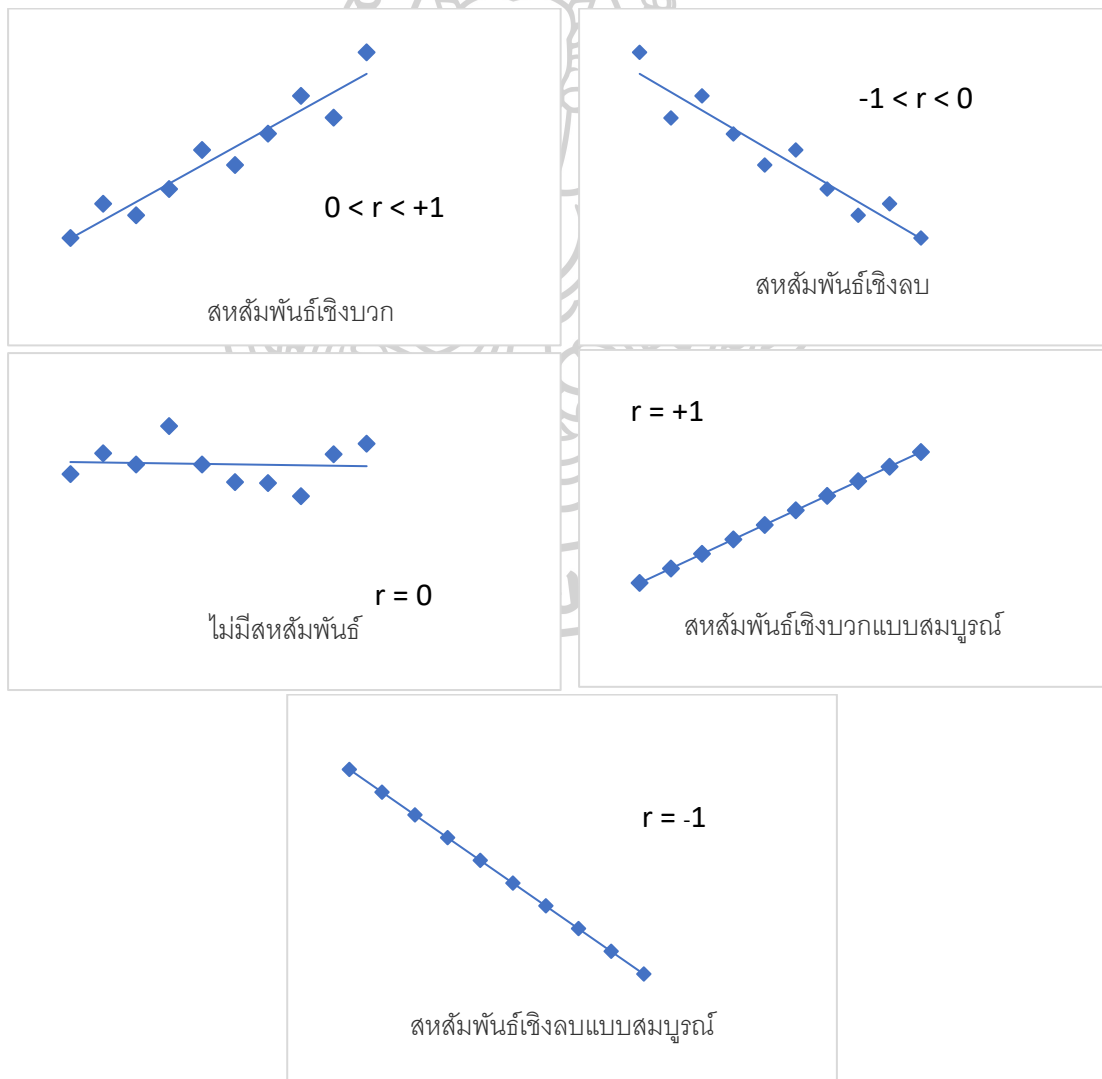 0 < r < +1
สหสัมพันธ์เชิงบวก
-1 < r < 0
สหสัมพันธ์เชิงลบ
r = 0
ไม่มีสหสัมพันธ์
r = +1
สหสัมพันธ์เชิงบวกแบบสมบูรณ์
r = -1
สหสัมพันธ์เชิงลบแบบสมบูรณ์